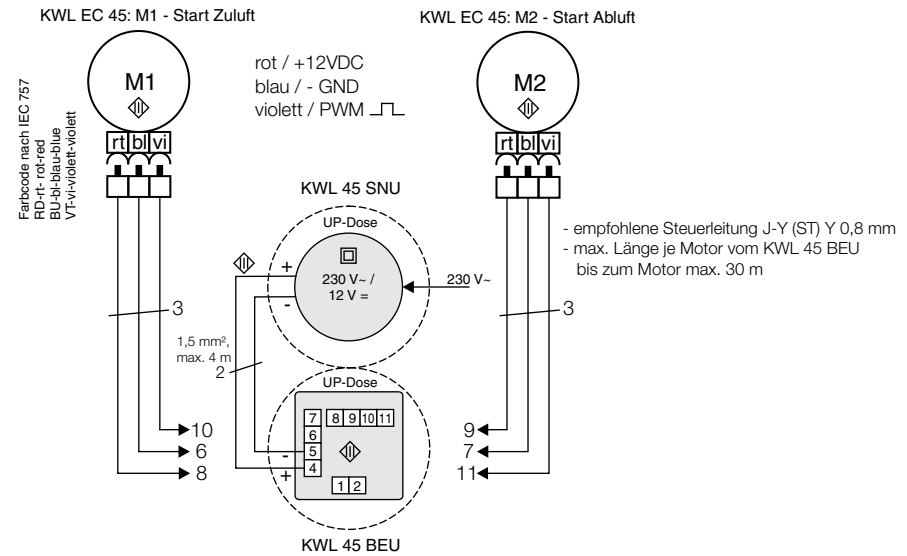 KWL EC 45: M1 - Start Zuluft
KWL EC 45: M2 - Start Abluft
M1
rt bl vi
Farbcode nach IEC 757
RD-rt- rot-red
BU-bl-blau-blue
VT-vi-violett-violett
rot / +12VDC
blau / - GND
violett / PWM
M2
rt bl vi
KWL 45 SNU
UP-Dose
230 V~ /
12 V =
+
-
230 V~
- empfohlene Steuerleitung J-Y (ST) Y 0,8 mm
- max. Länge je Motor vom KWL 45 BEU
bis zum Motor max. 30 m
3
3
1,5 mm²,
max. 4 m
2
UP-Dose
7 8 9 10 11
6
5
4
-
+
1 2
10
6
8
9
7
11
KWL 45 BEU